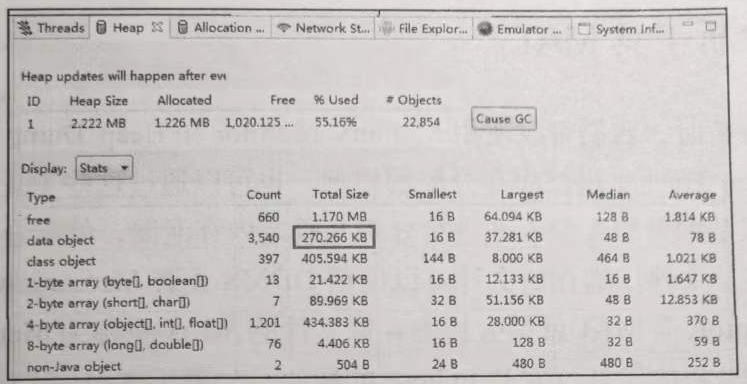 Threads Heap Allocation ... Network St... File Explor... Emulator ... System Inf...
Heap updates will happen after eve
ID Heap Size Allocated Free % Used # Objects
1 2.222 MB 1.226 MB 1,020.125 ... 55.16% 22,854 Cause GC
Display: Stats
Type Count Total Size Smallest Largest Median Average
free 660 1.170 MB 16 B 64.094 KB 128 B 1.814 KB
data object 3,540 270.266 KB 16 B 37.281 KB 48 B 78 B
class object 397 405.594 KB 144 B 8.000 KB 464 B 1.021 KB
1-byte array (byte[], boolean[]) 13 21.422 KB 16 B 12.133 KB 16 B 1.647 KB
2-byte array (short[], char[]) 7 89.969 KB 32 B 51.156 KB 48 B 12.853 KB
4-byte array (object[], int[], float[]) 1,201 434.383 KB 16 B 28.000 KB 32 B 370 B
8-byte array (long[], double[]) 76 4.406 KB 16 B 128 B 32 B 59 B
non-Java object 2 504 B 24 B 480 B 480 B 252 B